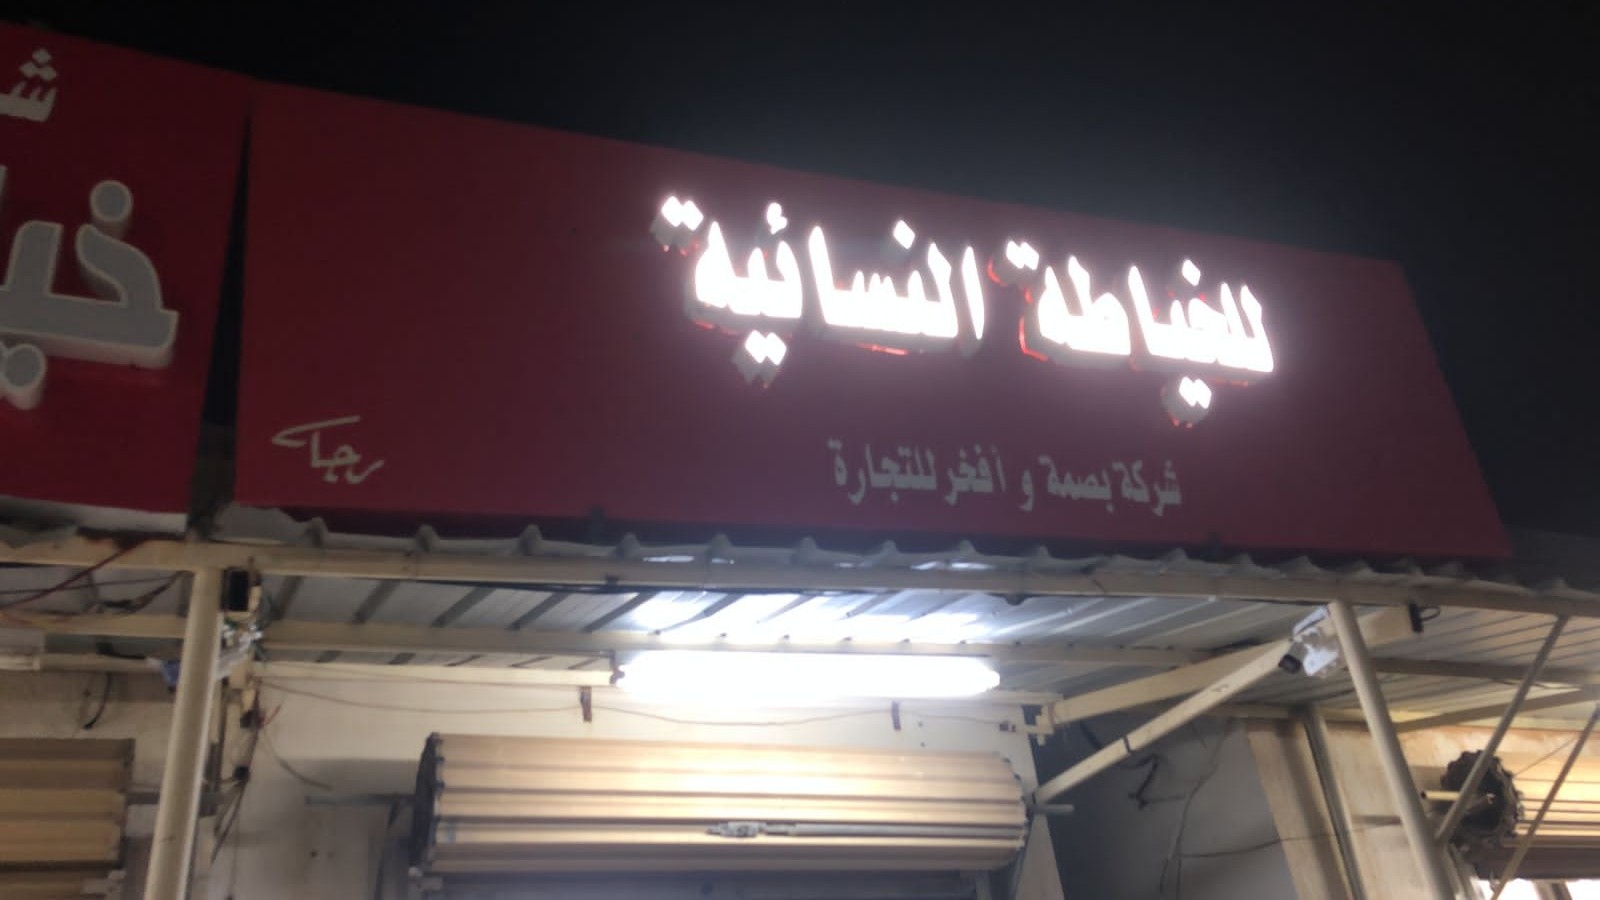 للخياطة النسائية
شركة بصمة و أفخر للتجارة